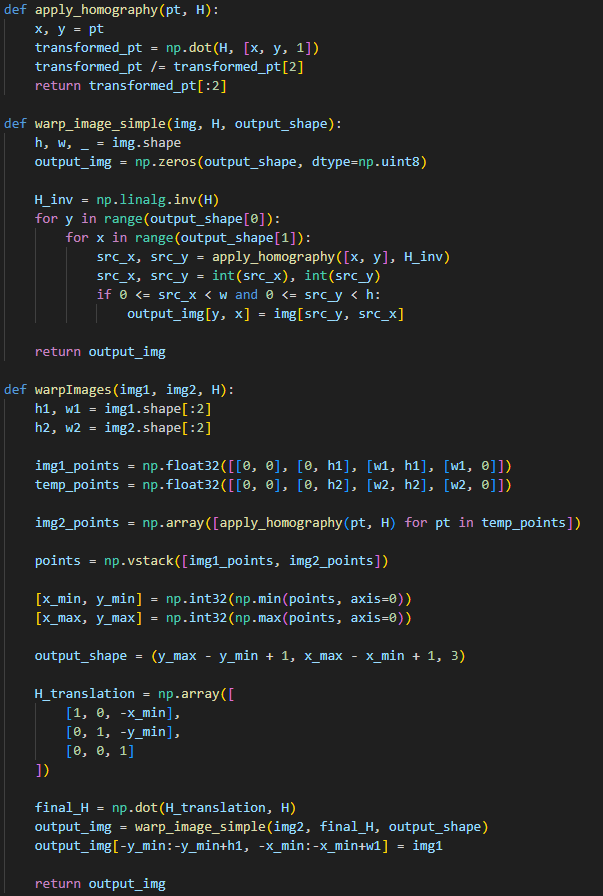 def apply_homography(pt, H):
    x, y = pt
    transformed_pt = np.dot(H, [x, y, 1])
    transformed_pt /= transformed_pt[2]
    return transformed_pt[:2]

def warp_image_simple(img, H, output_shape):
    h, w, _ = img.shape
    output_img = np.zeros(output_shape, dtype=np.uint8)

    H_inv = np.linalg.inv(H)
    for y in range(output_shape[0]):
        for x in range(output_shape[1]):
            src_x, src_y = apply_homography([x, y], H_inv)
            src_x, src_y = int(src_x), int(src_y)
            if 0 <= src_x < w and 0 <= src_y < h:
                output_img[y, x] = img[src_y, src_x]

    return output_img

def warpImages(img1, img2, H):
    h1, w1 = img1.shape[:2]
    h2, w2 = img2.shape[:2]

    img1_points = np.float32([[0, 0], [0, h1], [w1, h1], [w1, 0]])
    temp_points = np.float32([[0, 0], [0, h2], [w2, h2], [w2, 0]])

    img2_points = np.array([apply_homography(pt, H) for pt in temp_points])

    points = np.vstack([img1_points, img2_points])

    [x_min, y_min] = np.int32(np.min(points, axis=0))
    [x_max, y_max] = np.int32(np.max(points, axis=0))

    output_shape = (y_max - y_min + 1, x_max - x_min + 1, 3)

    H_translation = np.array([
        [1, 0, -x_min],
        [0, 1, -y_min],
        [0, 0, 1]
    ])

    final_H = np.dot(H_translation, H)
    output_img = warp_image_simple(img2, final_H, output_shape)
    output_img[-y_min:-y_min+h1, -x_min:-x_min+w1] = img1

    return output_img